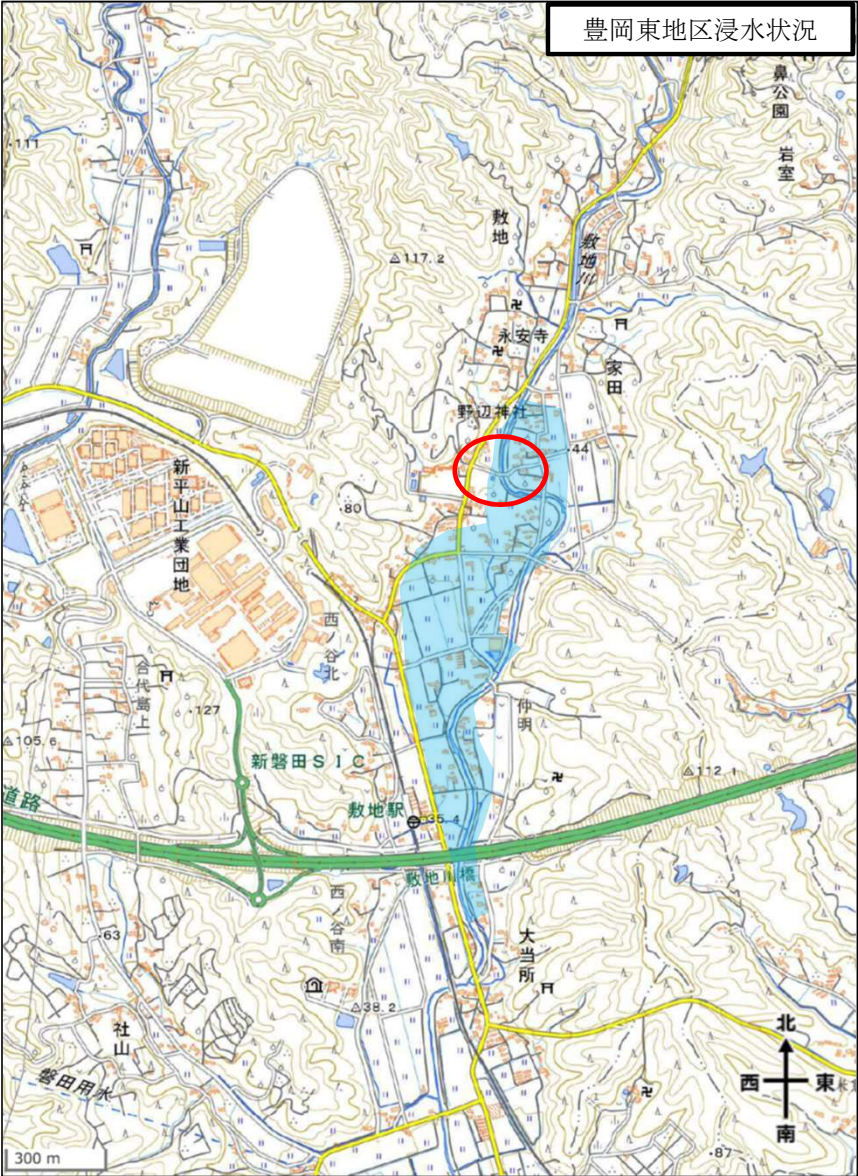 豊岡東地区浸水状況
鼻公園
岩室
・111
敷地
敷地川
△117.2
永安寺
家田
野辺神社
・44
・80
新平山工業団地
西ノ谷北
合代島上
・127
仲明
△105.6
新磐田SIC
△112.1
道路
敷地駅
35.4
敷地川橋
西ノ谷南
・63
大当所
△38.2
社山
北
磐田用水
西 東
南
300 m
・87